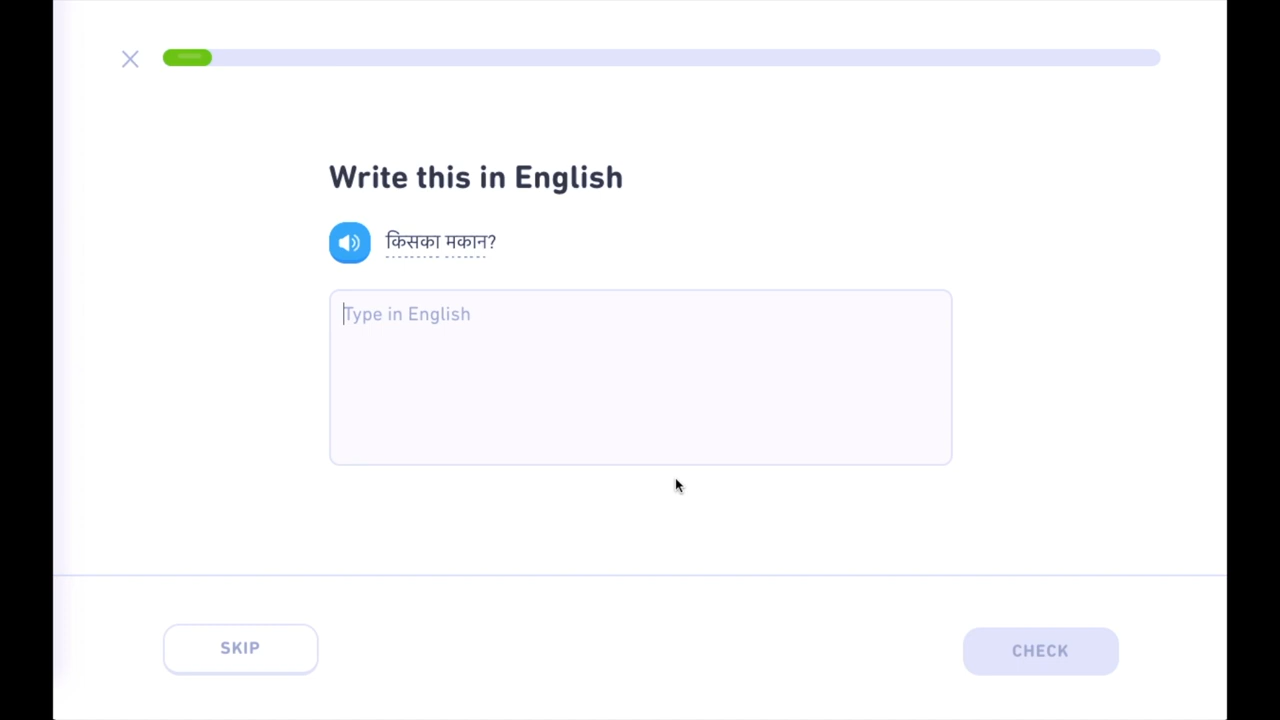 Write this in English
किसका मकान?
Type in English
SKIP
CHECK